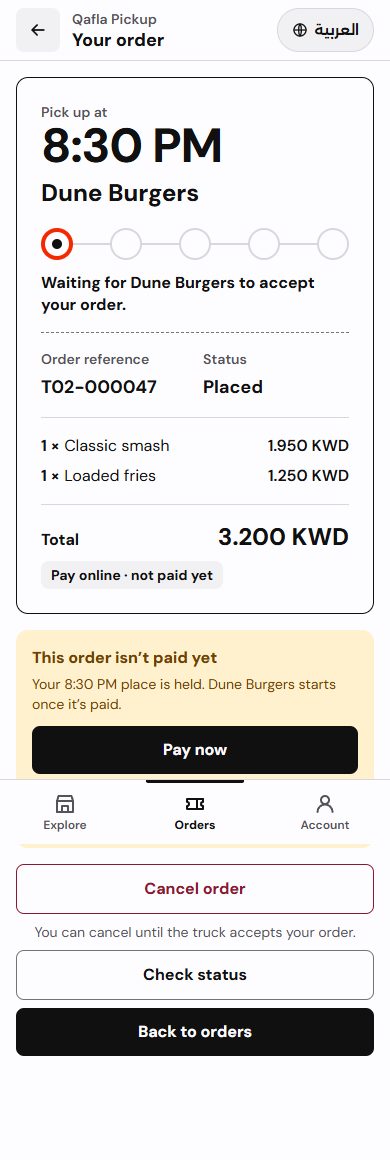 Qafla Pickup
Your order
العربية
Pick up at
8:30 PM
Dune Burgers
Waiting for Dune Burgers to accept
your order.
Order reference
Status
T02-000047
Placed
1 × Classic smash
1.950 KWD
1 × Loaded fries
1.250 KWD
Total
3.200 KWD
Pay online · not paid yet
This order isn’t paid yet
Your 8:30 PM place is held. Dune Burgers starts
once it’s paid.
Pay now
Explore
Orders
Account
Cancel order
You can cancel until the truck accepts your order.
Check status
Back to orders